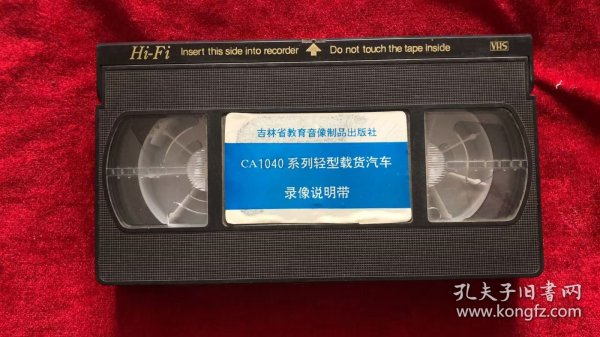 Hi-Fi Insert this side into recorder Do not touch the tape inside VHS
吉林省教育音像制品出版社
CA1040 系列轻型载货汽车
录像说明带
孔夫子旧书网
www.kongfz.com